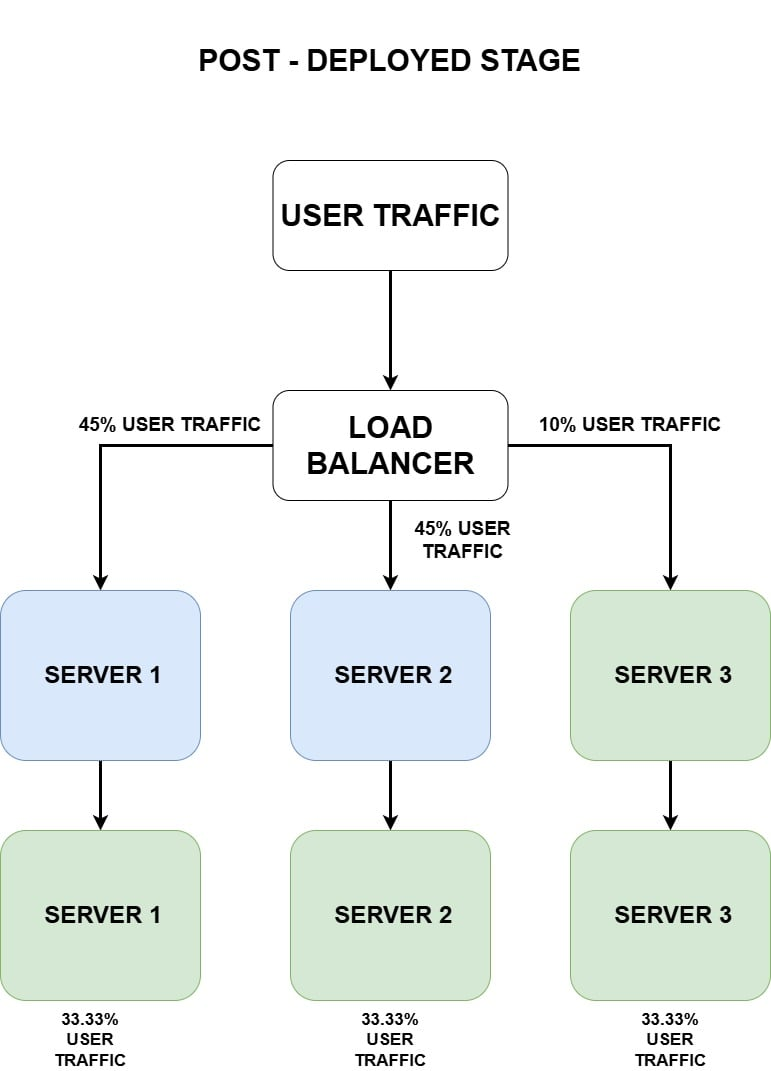 POST - DEPLOYED STAGE
USER TRAFFIC
LOAD
BALANCER
45% USER TRAFFIC
10% USER TRAFFIC
45% USER
TRAFFIC
SERVER 1
SERVER 2
SERVER 3
SERVER 1
SERVER 2
SERVER 3
33.33%
USER
TRAFFIC
33.33%
USER
TRAFFIC
33.33%
USER
TRAFFIC